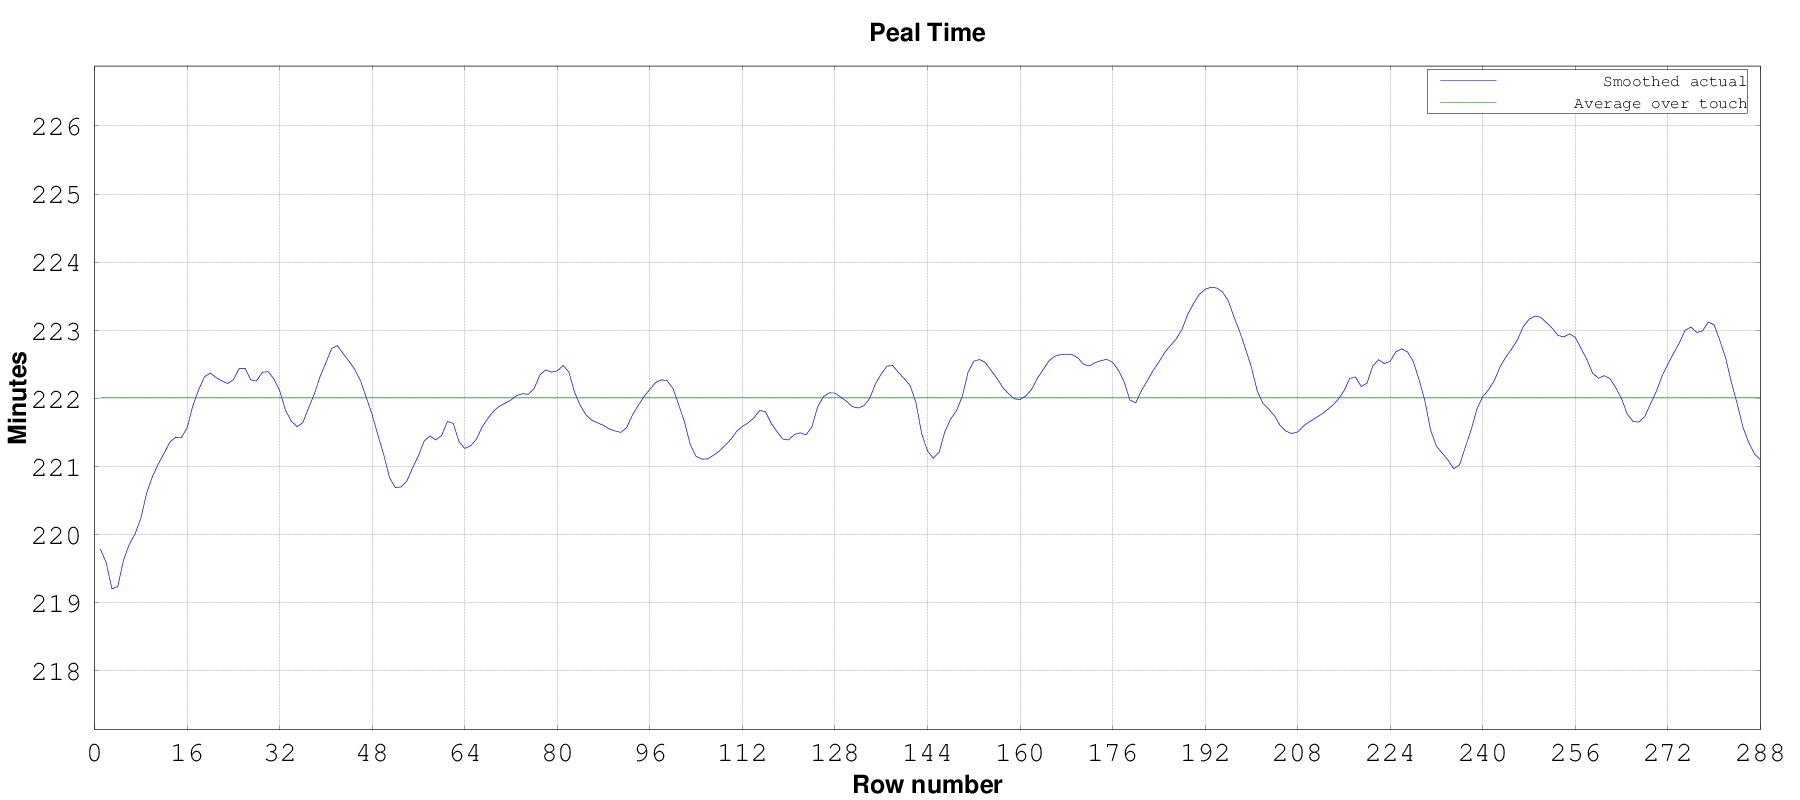 Peal Time
Smoothed actual
Average over touch
226
225
224
223
222
221
220
219
218
Minutes
0 16 32 48 64 80 96 112 128 144 160 176 192 208 224 240 256 272 288
Row number